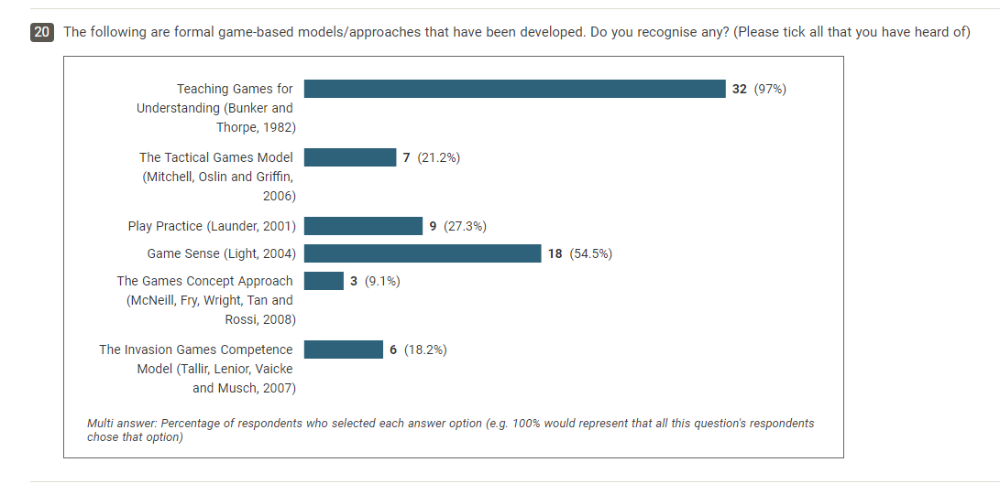 20 The following are formal game-based models/approaches that have been developed. Do you recognise any? (Please tick all that you have heard of)
Teaching Games for
Understanding (Bunker and
Thorpe, 1982)
32 (97%)
The Tactical Games Model
(Mitchell, Oslin and Griffin,
2006)
7 (21.2%)
Play Practice (Launder, 2001)
9 (27.3%)
Game Sense (Light, 2004)
18 (54.5%)
The Games Concept Approach
(McNeill, Fry, Wright, Tan and
Rossi, 2008)
3 (9.1%)
The Invasion Games Competence
Model (Tallir, Lenior, Vaicke
and Musch, 2007)
6 (18.2%)
Multi answer: Percentage of respondents who selected each answer option (e.g. 100% would represent that all this question's respondents
chose that option)